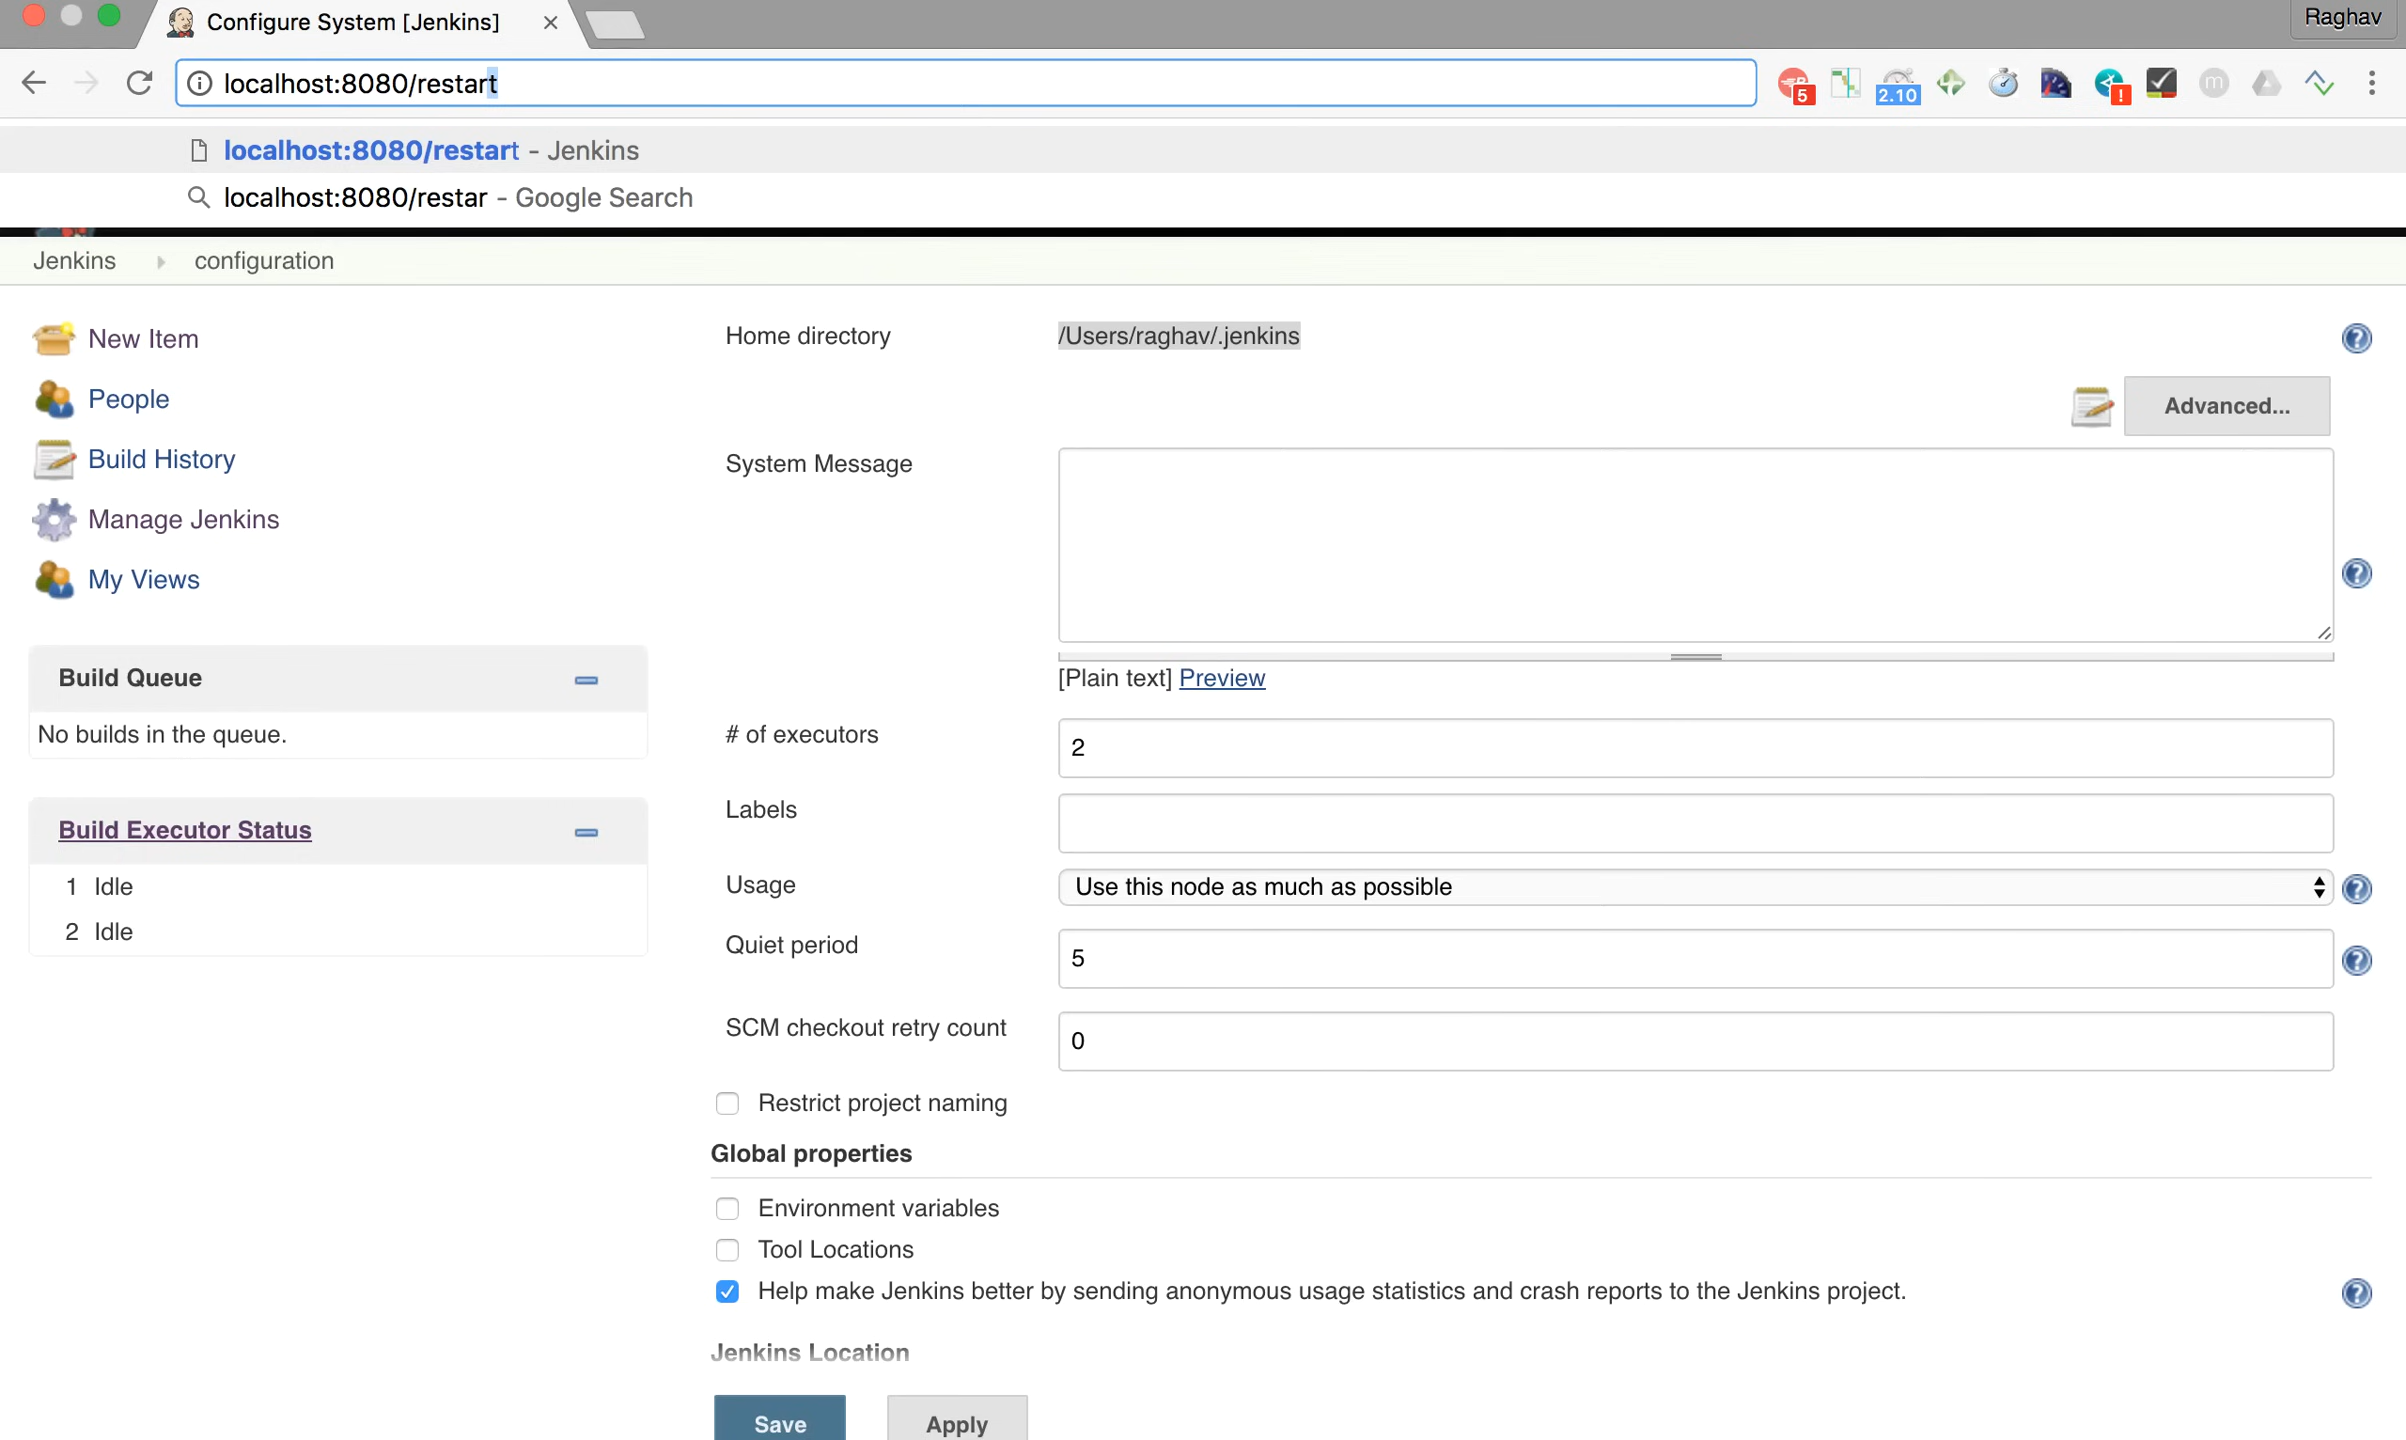 Configure System [Jenkins]
Raghav
localhost:8080/restart
5
2.10
!
m
localhost:8080/restart - Jenkins
localhost:8080/restar - Google Search
Jenkins configuration
New Item
People
Build History
Manage Jenkins
My Views
Build Queue
No builds in the queue.
Build Executor Status
1 Idle
2 Idle
Home directory /Users/raghav/.jenkins
Advanced...
System Message
[Plain text] Preview
# of executors 2
Labels
Usage Use this node as much as possible
Quiet period 5
SCM checkout retry count 0
Restrict project naming
Global properties
Environment variables
Tool Locations
Help make Jenkins better by sending anonymous usage statistics and crash reports to the Jenkins project.
Jenkins Location
Save Apply